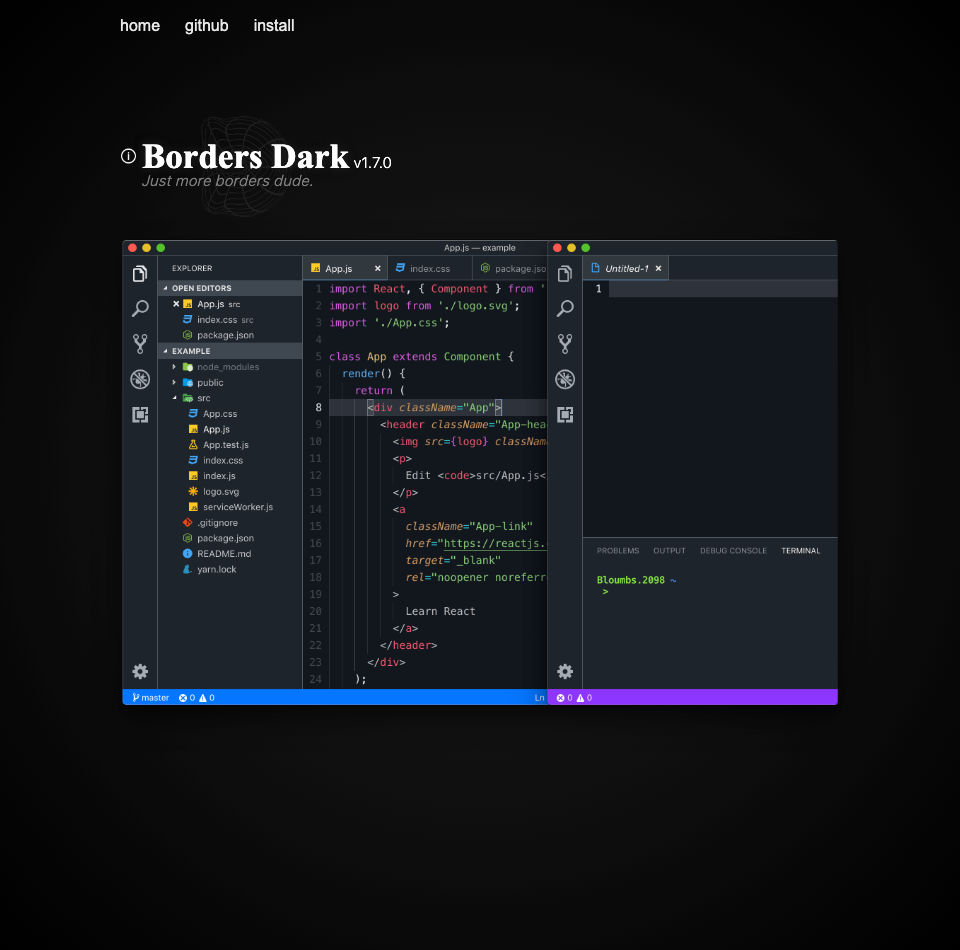 home github install
Borders Dark v1.7.0
Just more borders dude.
App.js — example
EXPLORER
OPEN EDITORS
App.js src
index.css src
package.json
EXAMPLE
node_modules
public
src
App.css
App.js
App.test.js
index.css
index.js
logo.svg
serviceWorker.js
.gitignore
package.json
README.md
yarn.lock
App.js index.css package.jso
1 import React, { Component } from '
2 import logo from './logo.svg';
3 import './App.css';
4
5 class App extends Component {
6 render() {
7 return (
8 <div className="App">
9 <header className="App-hea
10 <img src={logo} classNam
11 <p>
12 Edit <code>src/App.js<
13 </p>
14 <a
15 className="App-link"
16 href="https://reactjs.
17 target="_blank"
18 rel="noopener noreferr
19 >
20 Learn React
21 </a>
22 </header>
23 </div>
24 );
master 0 0 Ln
Untitled-1
1
PROBLEMS OUTPUT DEBUG CONSOLE TERMINAL
Bloumbs.2098 ~
>
0 0